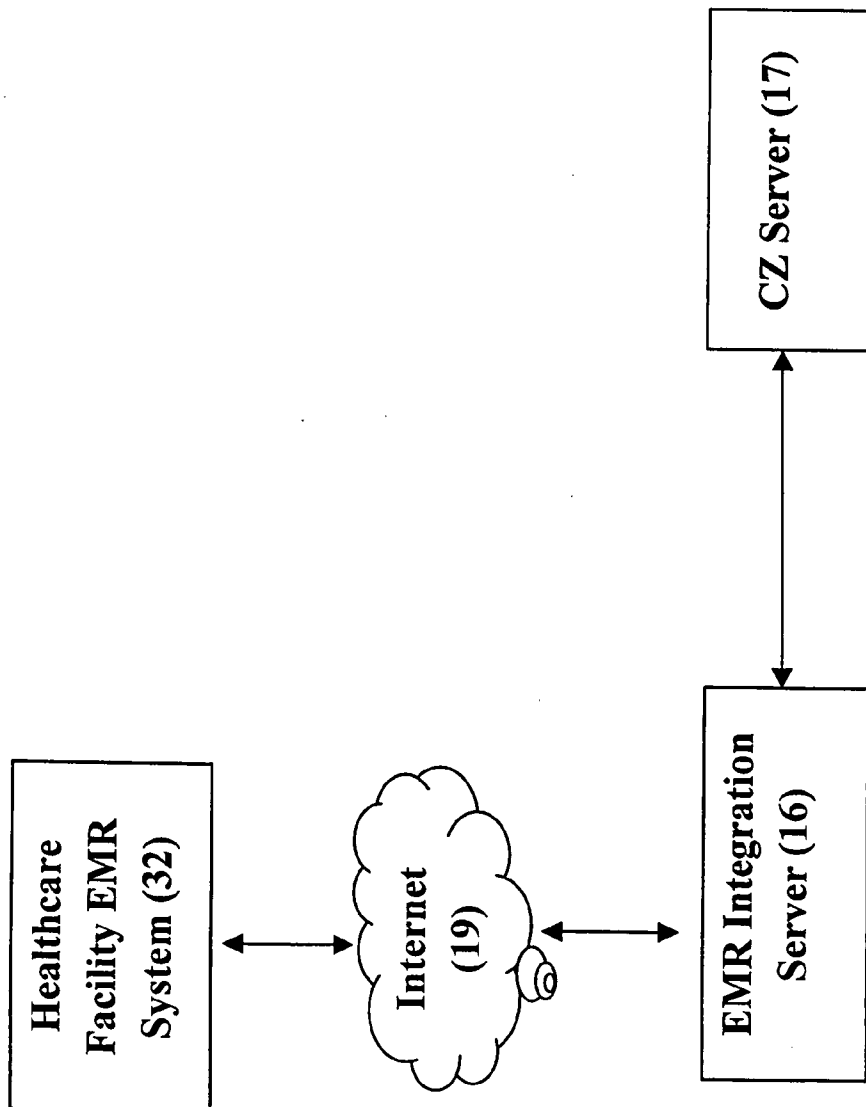 Healthcare
Facility EMR
System (32)
Internet
(19)
EMR Integration
Server (16)
CZ Server (17)